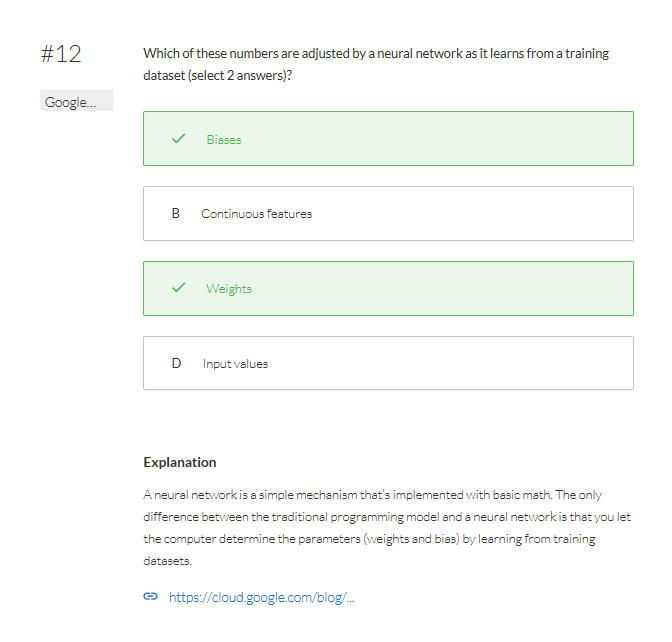 #12
Google...
Which of these numbers are adjusted by a neural network as it learns from a training
dataset (select 2 answers)?
Biases
B Continuous features
Weights
D Input values
Explanation
A neural network is a simple mechanism that's implemented with basic math. The only
difference between the traditional programming model and a neural network is that you let
the computer determine the parameters (weights and bias) by learning from training
datasets.
https://cloud.google.com/blog/...